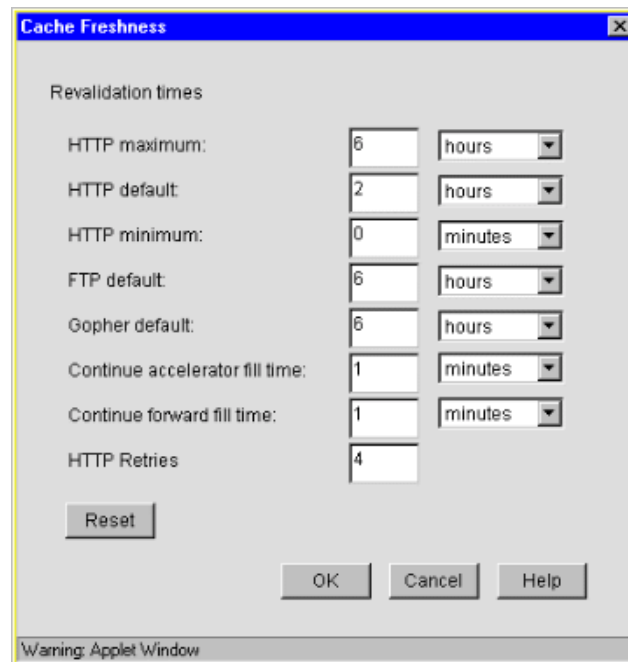 Cache Freshness
Revalidation times
HTTP maximum: 6 hours
HTTP default: 2 hours
HTTP minimum: 0 minutes
FTP default: 6 hours
Gopher default: 6 hours
Continue accelerator fill time: 1 minutes
Continue forward fill time: 1 minutes
HTTP Retries 4
Reset
OK Cancel Help
Warning: Applet Window